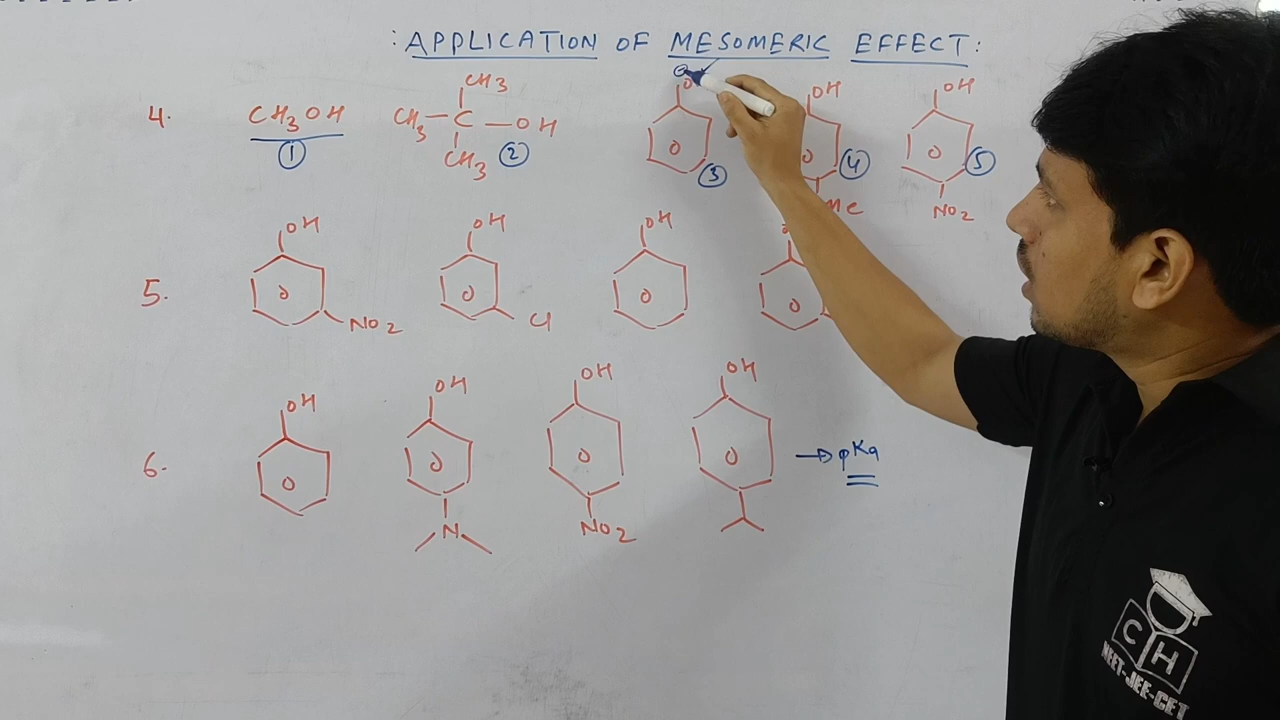 : APPLICATION OF MESOMERIC EFFECT :
CH3
4. CH3OH CH3 — C — OH OH OH
CH3
1 2 3 4 5
Me NO2
OH OH OH
5.
NO2 Cl
OH OH OH OH
6. → pKa
N NO2
C H
NEET-JEE-CET